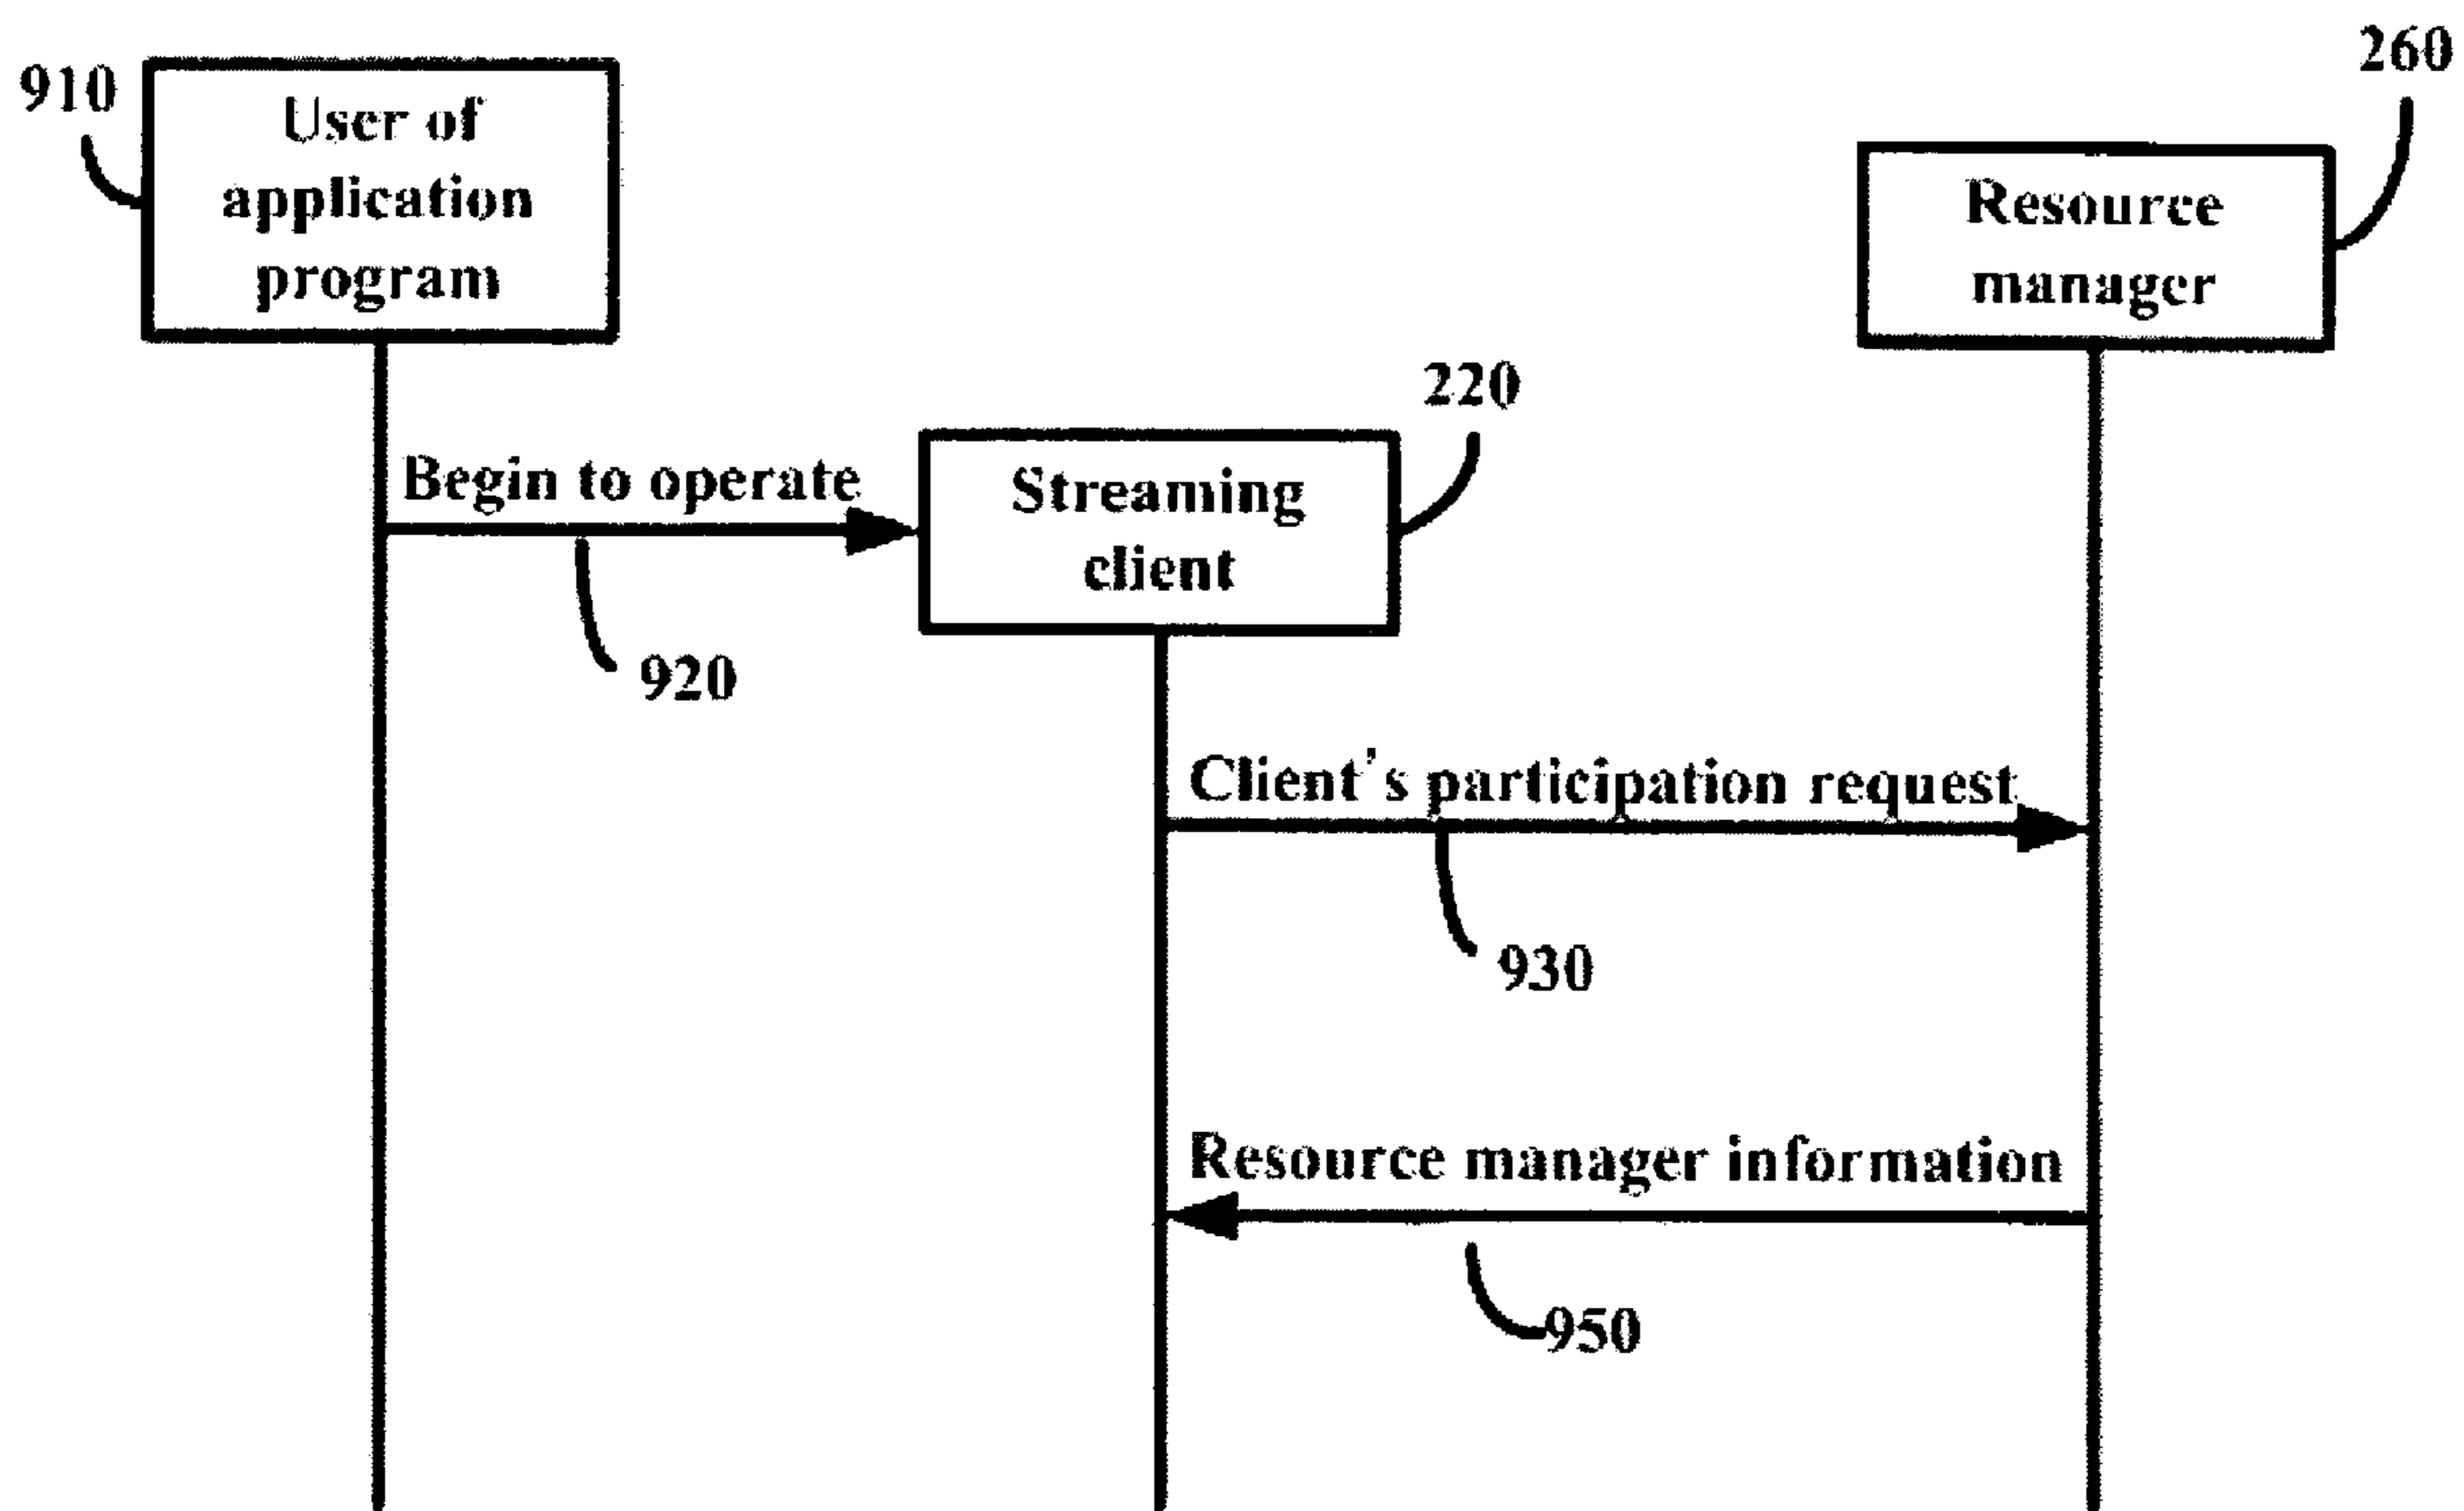 910
User of
application
program
260
Resource
manager
220
Begin to operate
Streaming
client
920
Client's participation request
930
Resource manager information
950